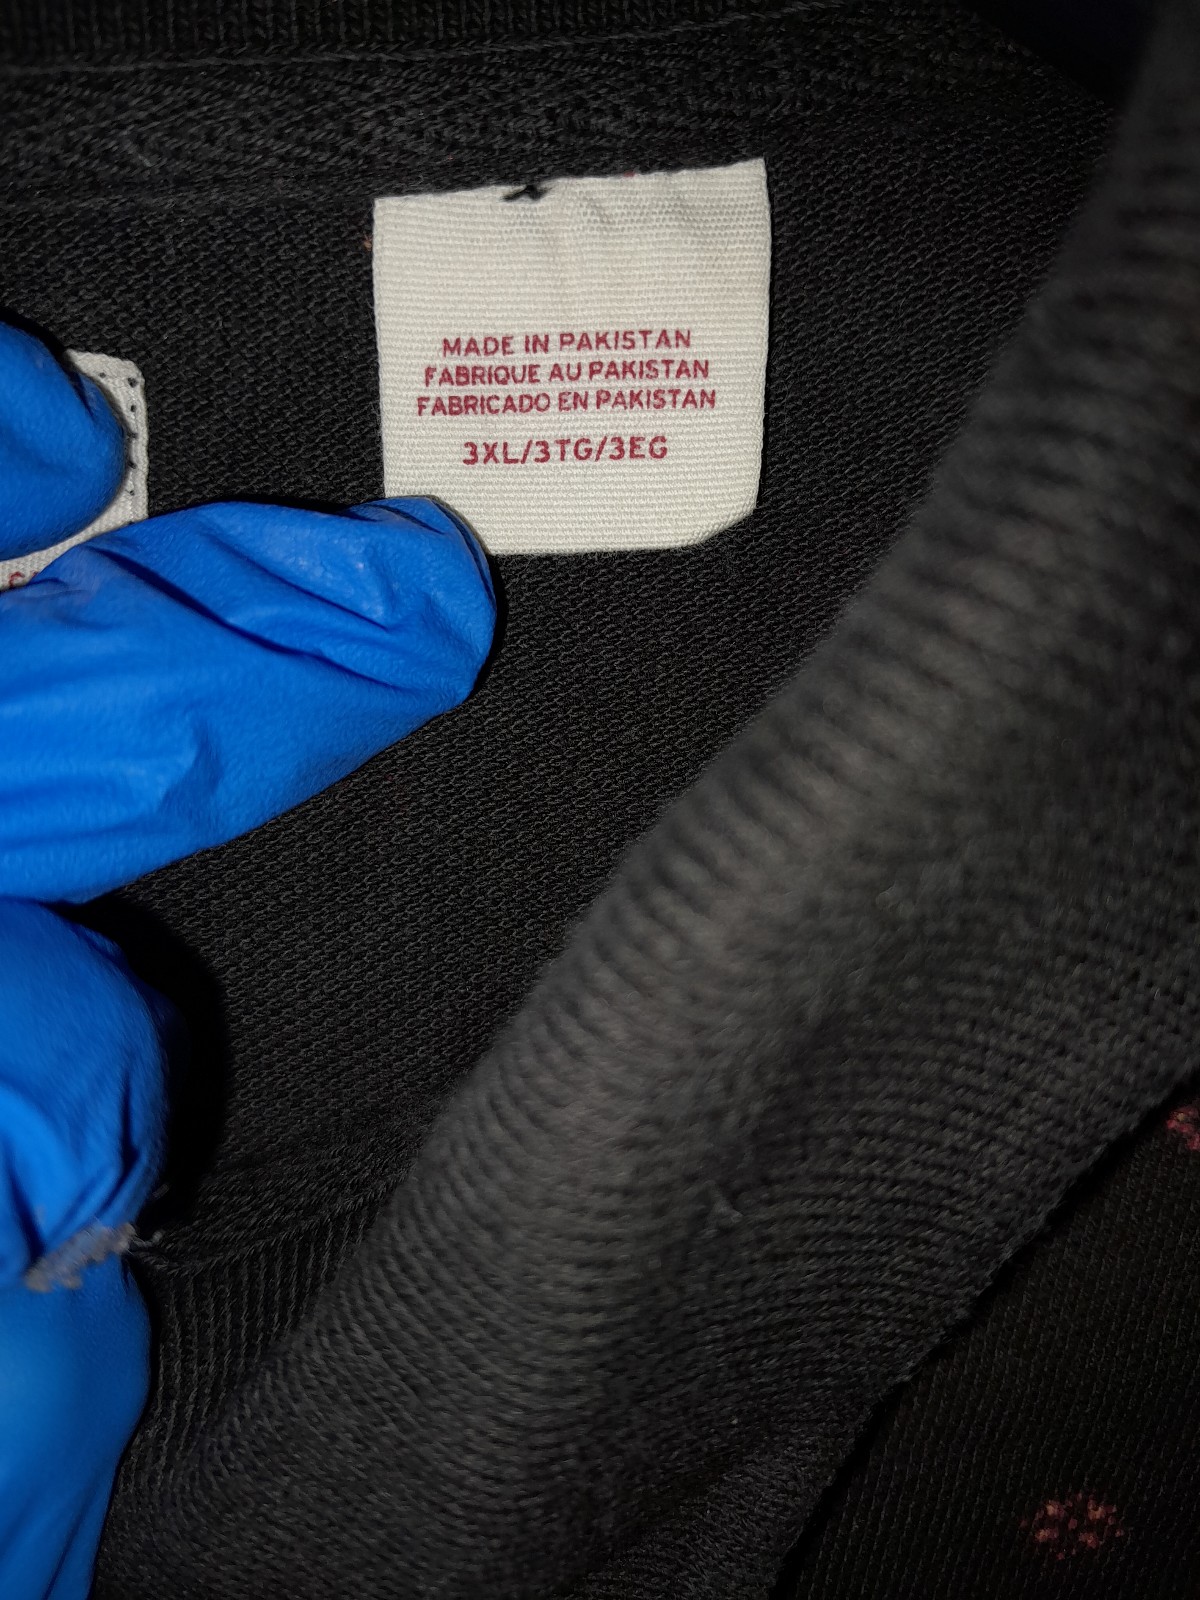 MADE IN PAKISTAN
FABRIQUE AU PAKISTAN
FABRICADO EN PAKISTAN
3XL/3TG/3EG